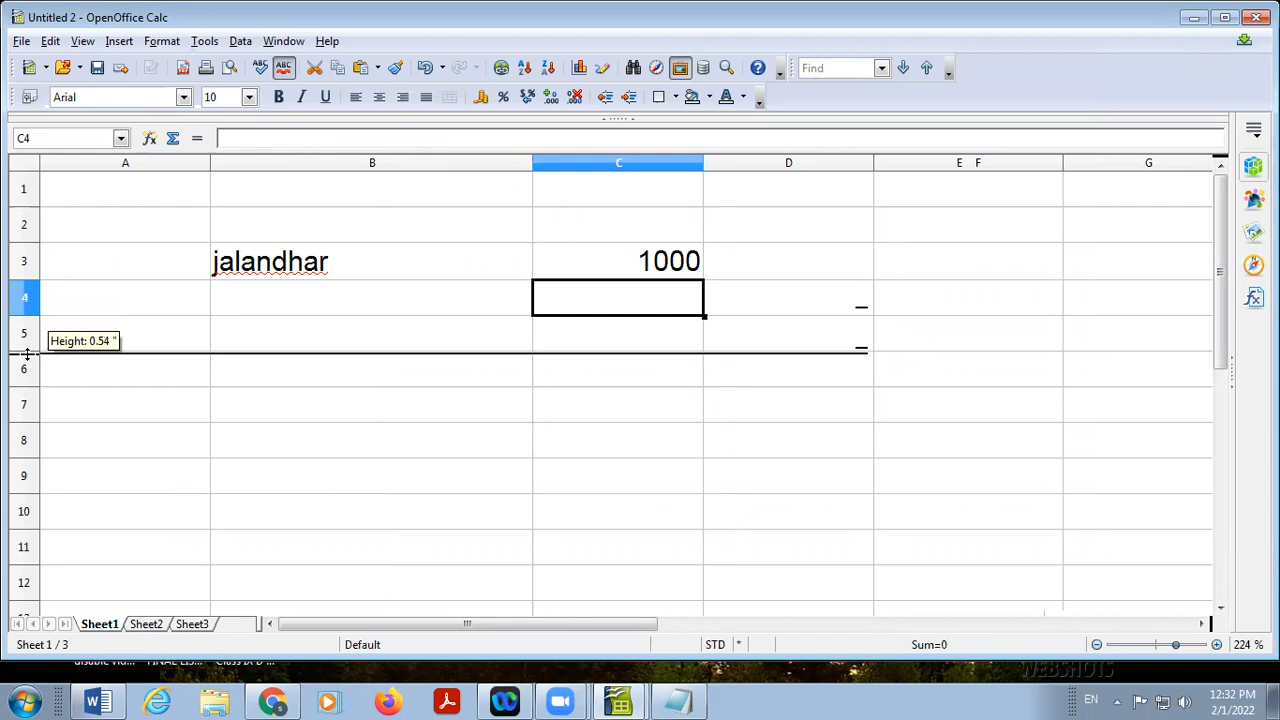 Untitled 2 - OpenOffice Calc
File Edit View Insert Format Tools Data Window Help
Find
Arial 10
C4
A B C D E F G
1
2
3 jalandhar 1000
4
5
Height: 0.54 "
6
7
8
9
10
11
12
Sheet1 Sheet2 Sheet3
Sheet 1 / 3 Default STD * Sum=0 224 %
WEBSHOTS
EN 12:32 PM
2/1/2022